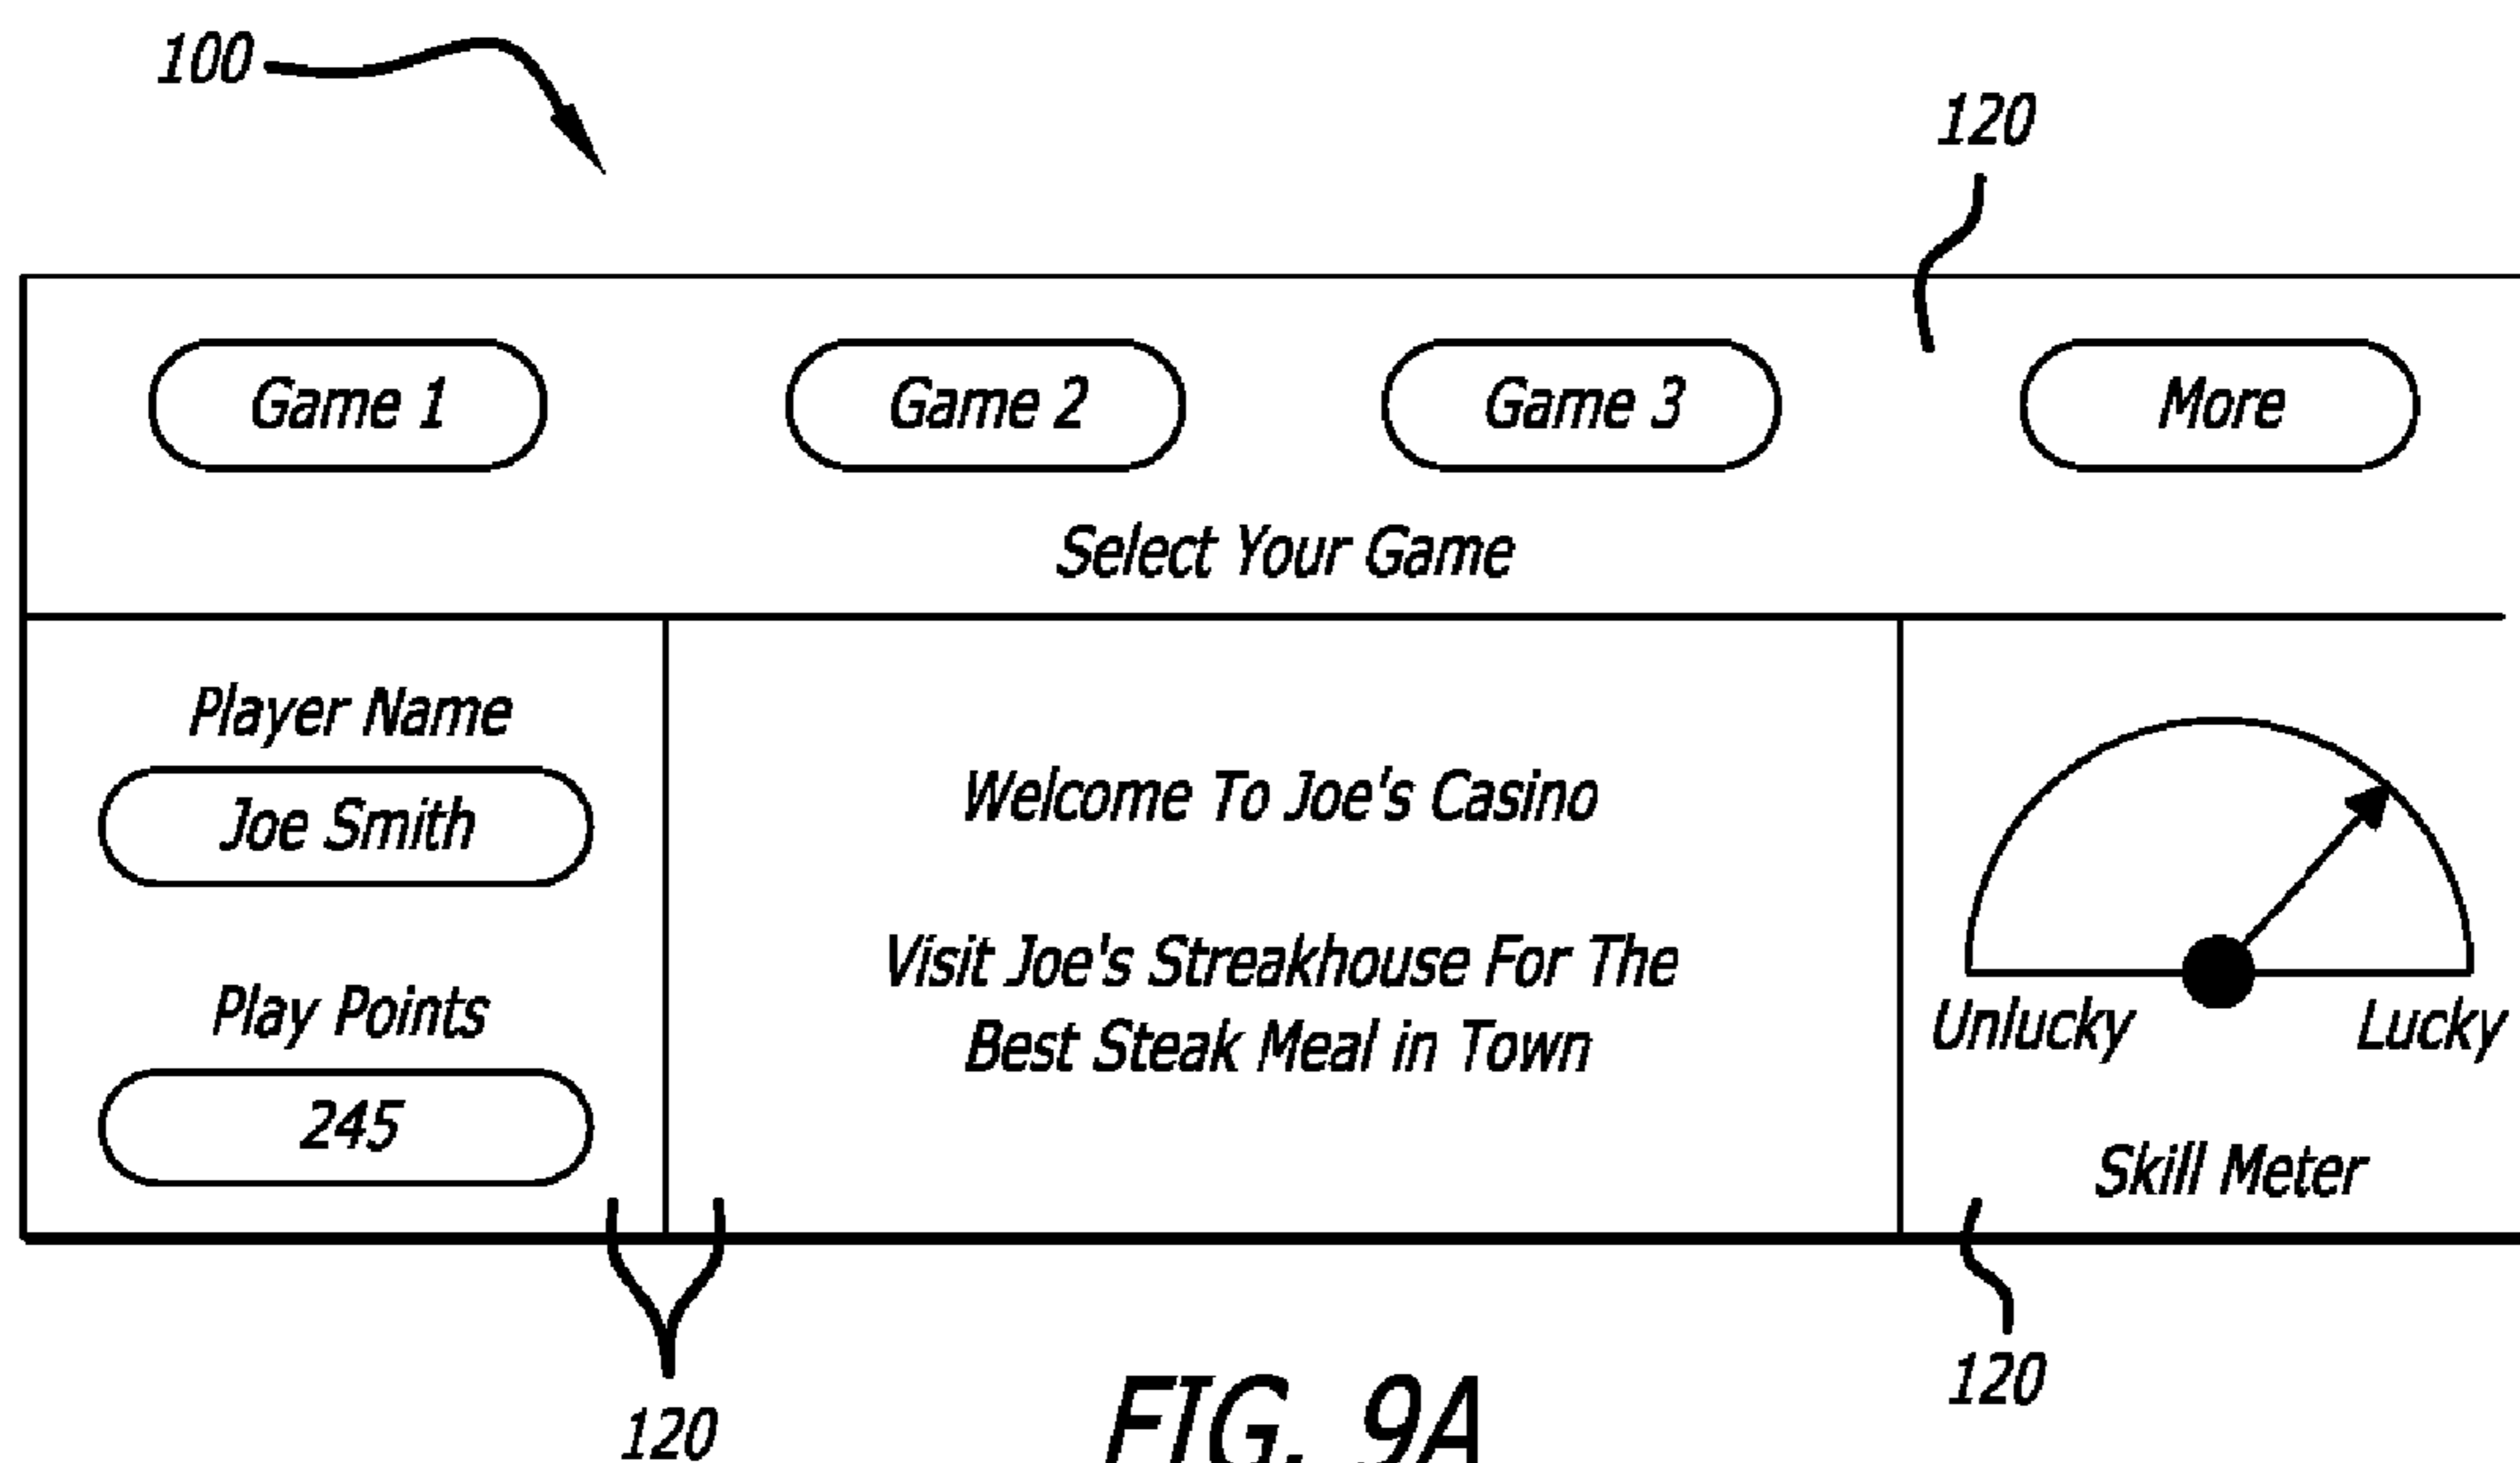 100
120
Game 1 Game 2 Game 3 More
Select Your Game
Player Name
Joe Smith
Play Points
245
Welcome To Joe's Casino
Visit Joe's Streakhouse For The
Best Steak Meal in Town
Unlucky Lucky
Skill Meter
120
120
FIG. 9A